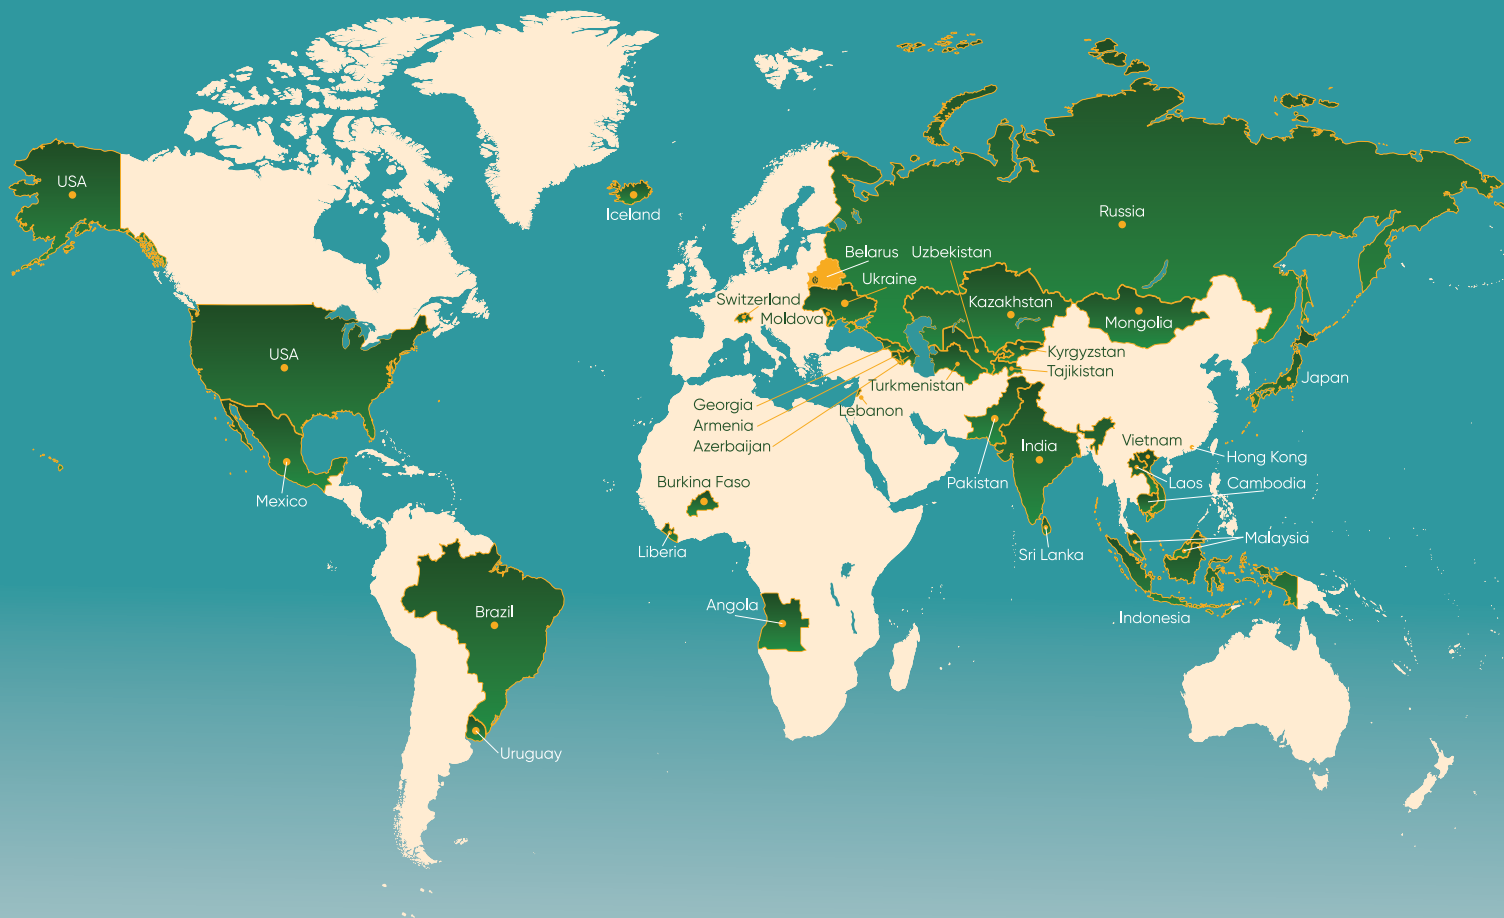 USA
Iceland
Russia
Belarus
Uzbekistan
Ukraine
Switzerland
Moldova
Kazakhstan
Mongolia
USA
Kyrgyzstan
Tajikistan
Japan
Turkmenistan
Georgia
Lebanon
Armenia
Azerbaijan
India
Vietnam
Hong Kong
Mexico
Burkina Faso
Pakistan
Laos
Cambodia
Liberia
Sri Lanka
Malaysia
Brazil
Angola
Indonesia
Uruguay